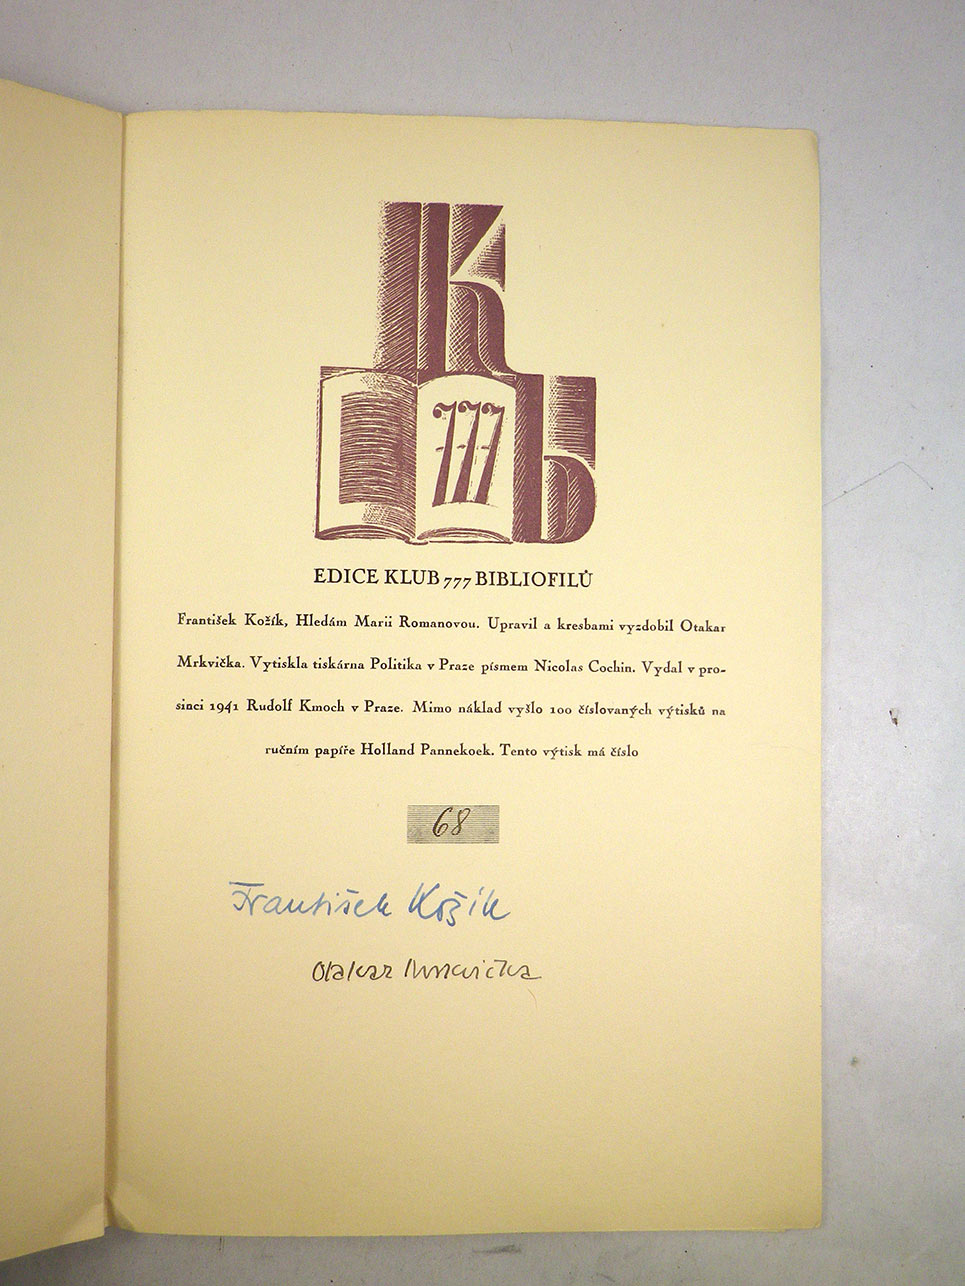 K
777 b
EDICE KLUB 777 BIBLIOFILŮ
František Kožík, Hledám Marii Romanovou. Upravil a kresbami vyzdobil Otakar
Mrkvička. Vytiskla tiskárna Politika v Praze písmem Nicolas Cochin. Vydal v pro-
sinci 1941 Rudolf Kmoch v Praze. Mimo náklad vyšlo 100 číslovaných výtisků na
ručním papíře Holland Pannekoek. Tento výtisk má číslo
68
František Kožík
Otakar Mrkvička